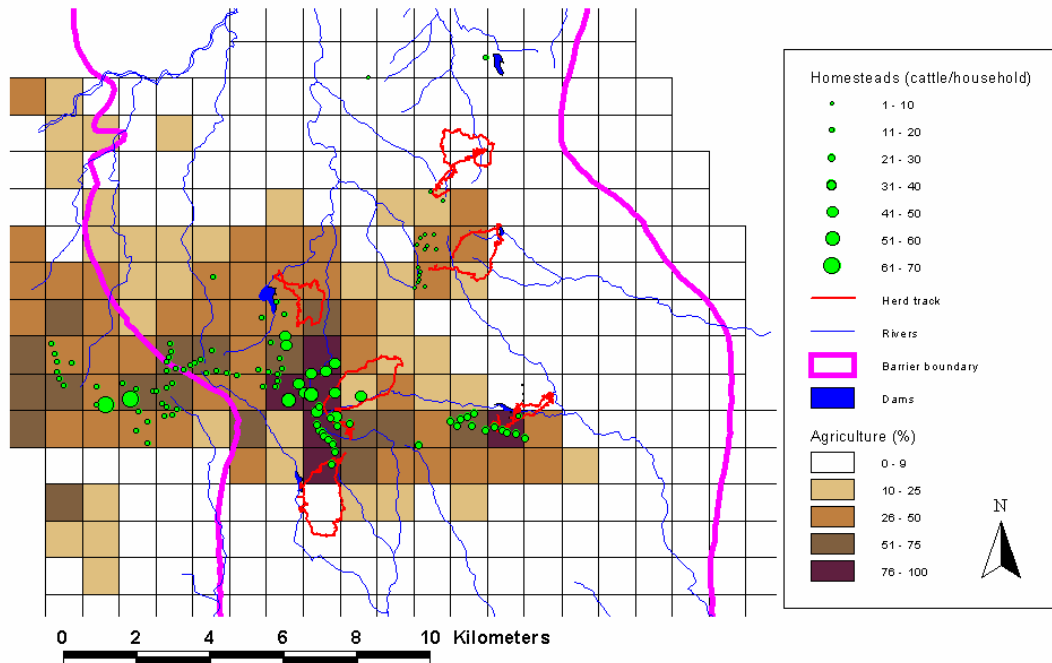 Homesteads (cattle/household)
1 - 10
11 - 20
21 - 30
31 - 40
41 - 50
51 - 60
61 - 70
Herd track
Rivers
Barrier boundary
Dams
Agriculture (%)
0 - 9
10 - 25
26 - 50
51 - 75
76 - 100
N
0 2 4 6 8 10 Kilometers